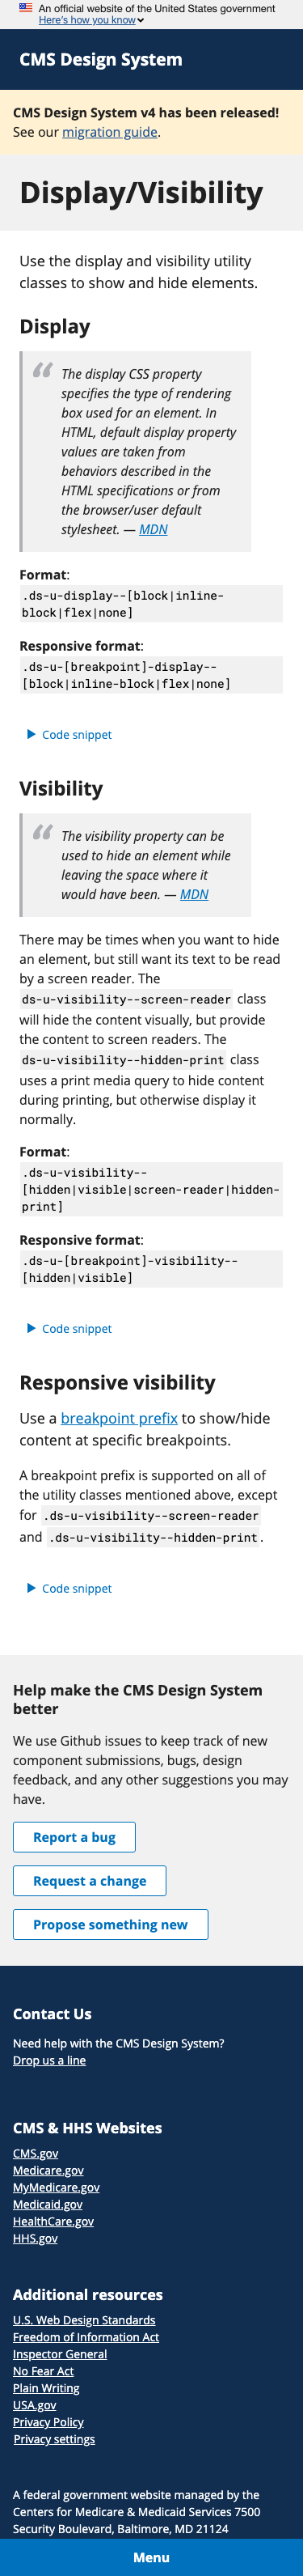 An official website of the United States government
Here's how you know
CMS Design System
CMS Design System v4 has been released!
See our migration guide.
Display/Visibility
Use the display and visibility utility
classes to show and hide elements.
Display
“
The display CSS property
specifies the type of rendering
box used for an element. In
HTML, default display property
values are taken from
behaviors described in the
HTML specifications or from
the browser/user default
stylesheet. — MDN
Format:
.ds-u-display--[block|inline-
block|flex|none]
Responsive format:
.ds-u-[breakpoint]-display--
[block|inline-block|flex|none]
Code snippet
Visibility
“
The visibility property can be
used to hide an element while
leaving the space where it
would have been. — MDN
There may be times when you want to hide
an element, but still want its text to be read
by a screen reader. The
ds-u-visibility--screen-reader class
will hide the content visually, but provide
the content to screen readers. The
ds-u-visibility--hidden-print class
uses a print media query to hide content
during printing, but otherwise display it
normally.
Format:
.ds-u-visibility--
[hidden|visible|screen-reader|hidden-
print]
Responsive format:
.ds-u-[breakpoint]-visibility--
[hidden|visible]
Code snippet
Responsive visibility
Use a breakpoint prefix to show/hide
content at specific breakpoints.
A breakpoint prefix is supported on all of
the utility classes mentioned above, except
for .ds-u-visibility--screen-reader
and .ds-u-visibility--hidden-print.
Code snippet
Help make the CMS Design System
better
We use Github issues to keep track of new
component submissions, bugs, design
feedback, and any other suggestions you may
have.
Report a bug
Request a change
Propose something new
Contact Us
Need help with the CMS Design System?
Drop us a line
CMS & HHS Websites
CMS.gov
Medicare.gov
MyMedicare.gov
Medicaid.gov
HealthCare.gov
HHS.gov
Additional resources
U.S. Web Design Standards
Freedom of Information Act
Inspector General
No Fear Act
Plain Writing
USA.gov
Privacy Policy
Privacy settings
A federal government website managed by the
Centers for Medicare & Medicaid Services 7500
Security Boulevard, Baltimore, MD 21124
Menu